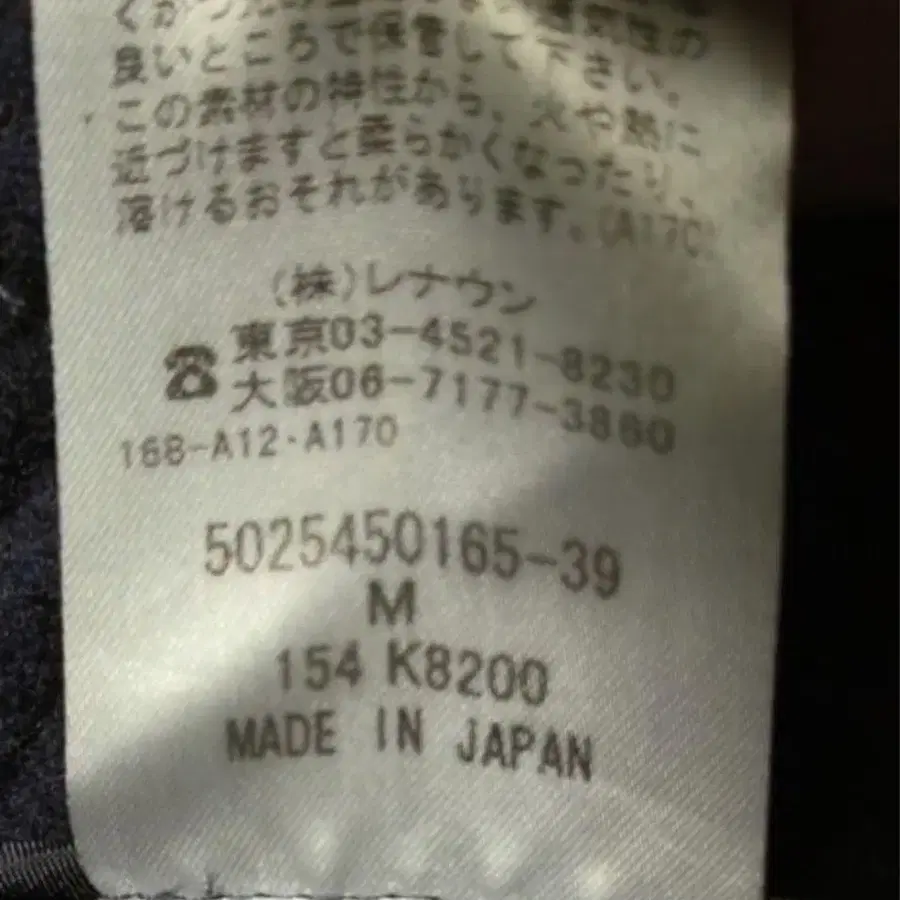 通気性の
良いところで保管して下さい。
この素材の特性から、火や熱に
近づけますと柔らかくなったり、
溶けるおそれがあります。(A170)
(株)レナウン
☎ 東京03-4521-8230
大阪06-7177-3860
168-A12・A170
5025450165-39
M
154 K8200
MADE IN JAPAN